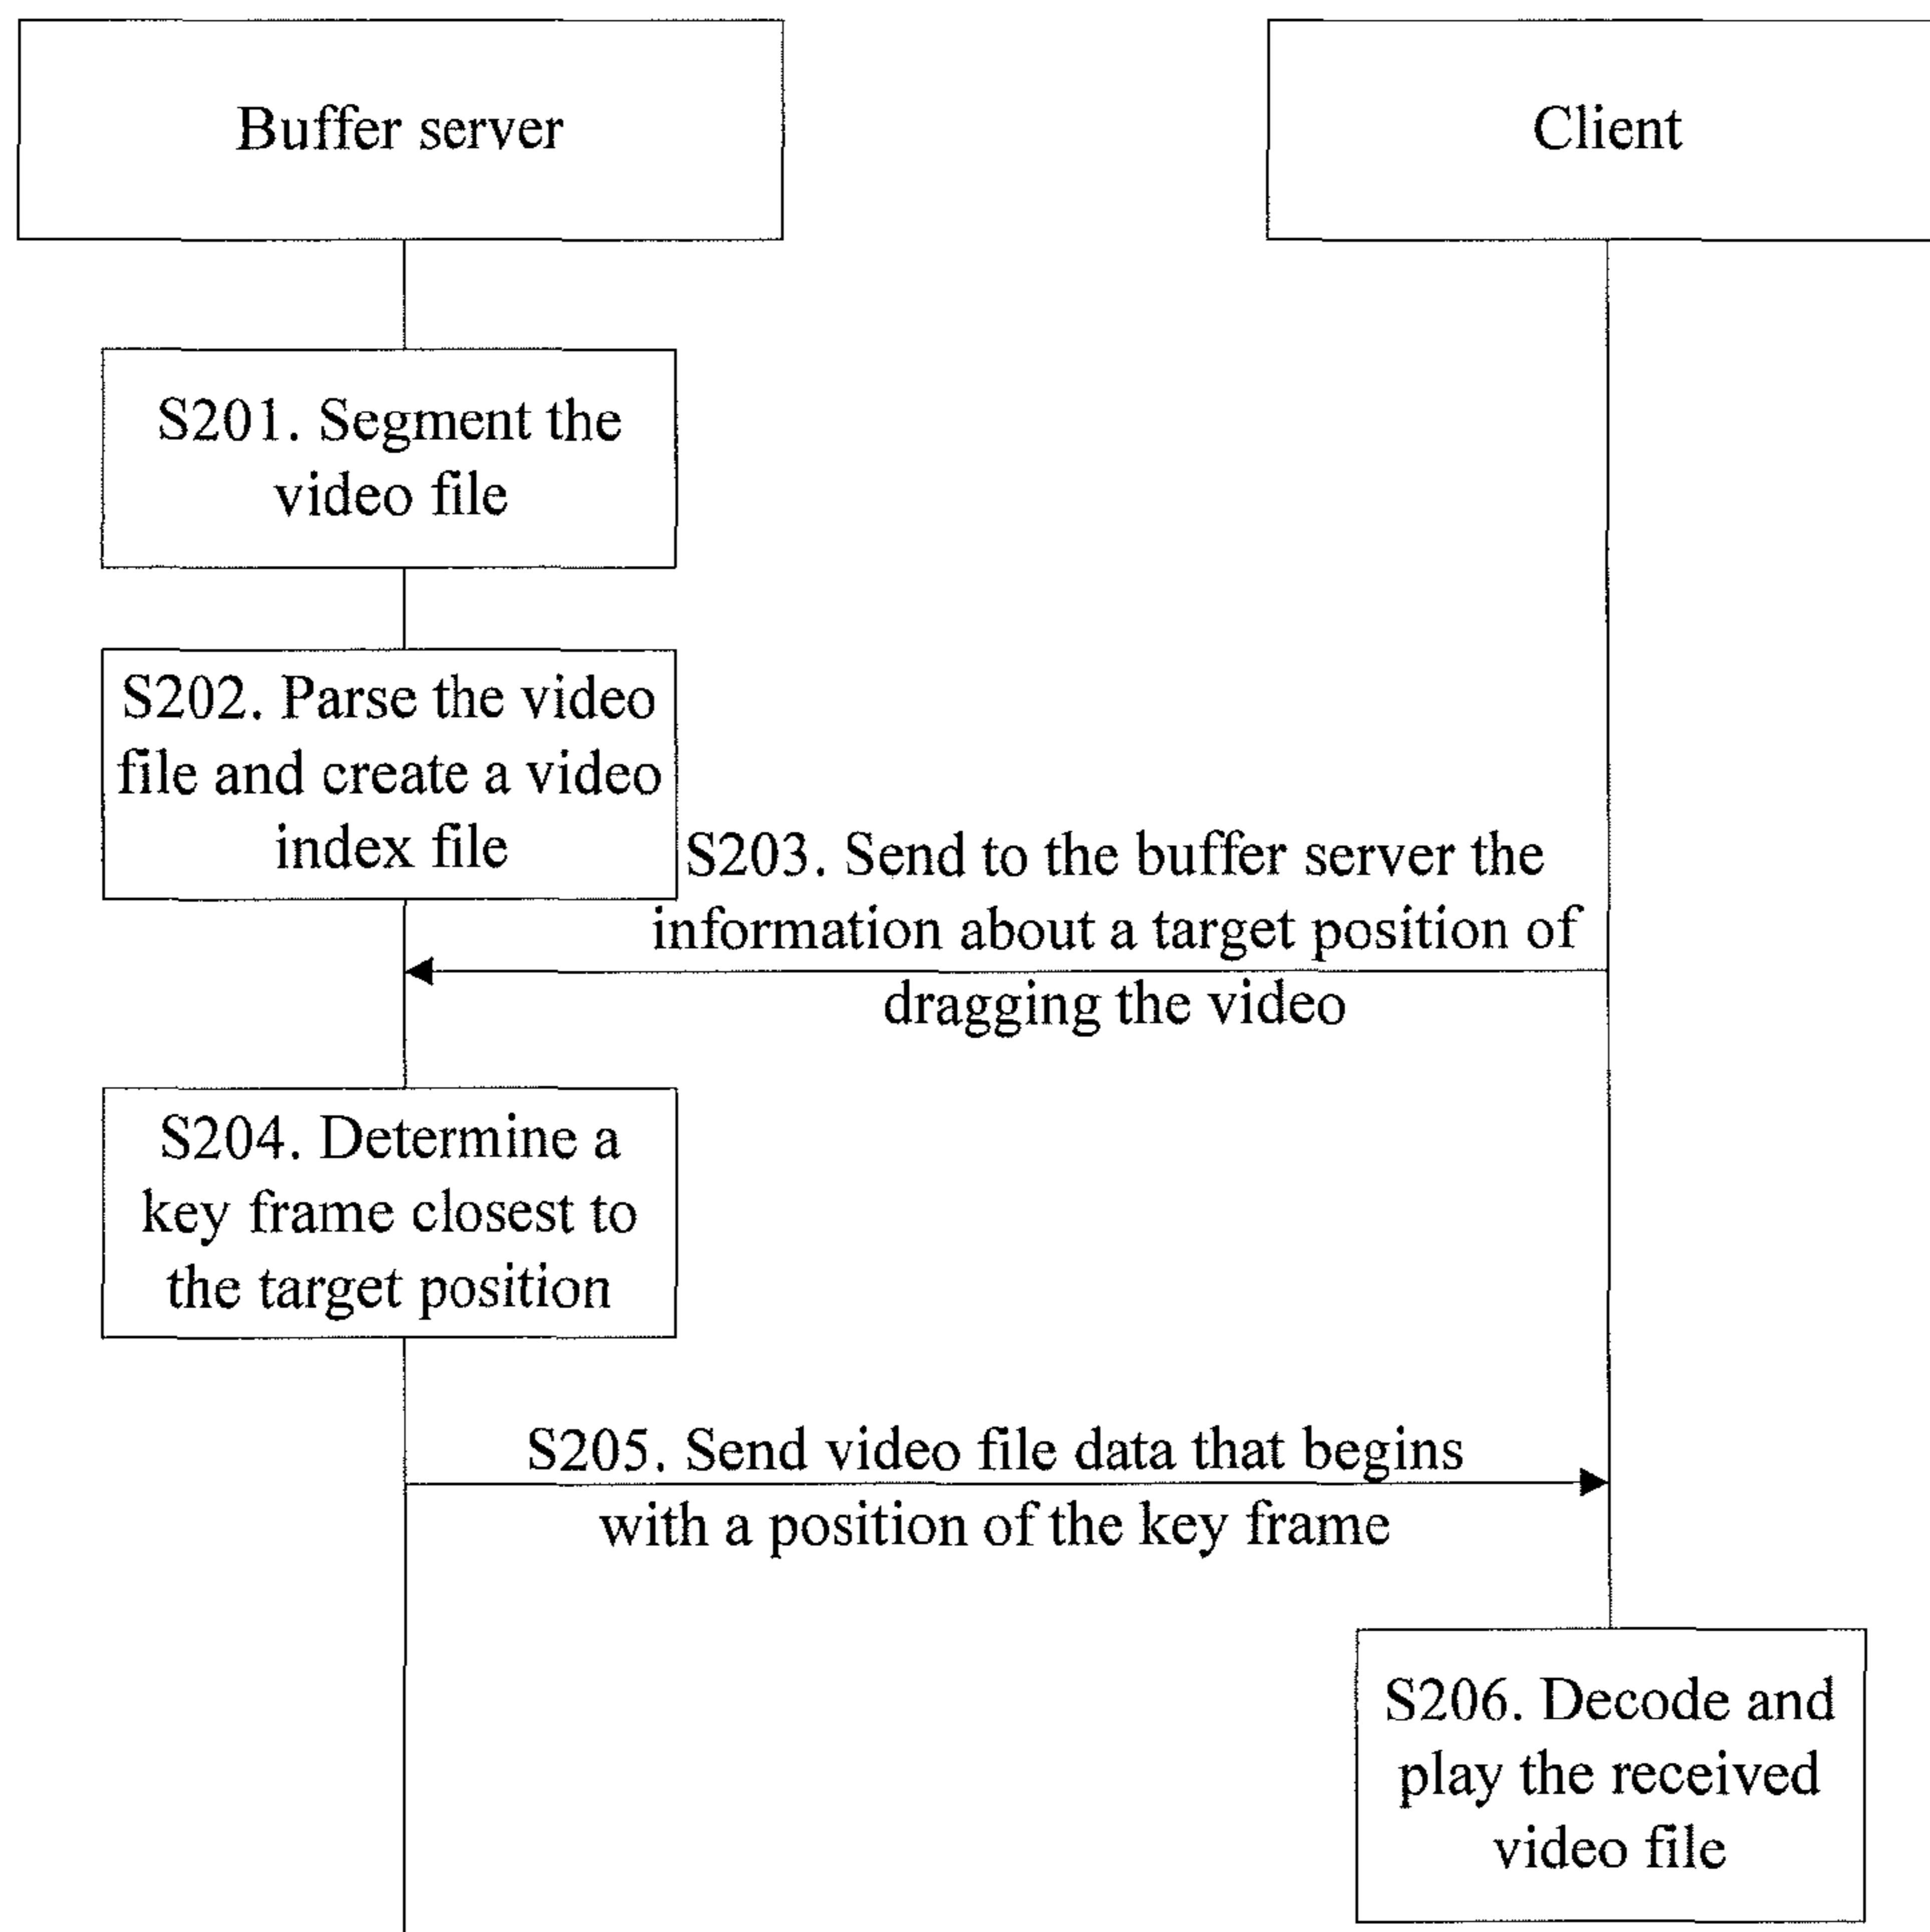 Buffer server
Client
S201. Segment the
video file
S202. Parse the video
file and create a video
index file
S203. Send to the buffer server the
information about a target position of
dragging the video
S204. Determine a
key frame closest to
the target position
S205. Send video file data that begins
with a position of the key frame
S206. Decode and
play the received
video file